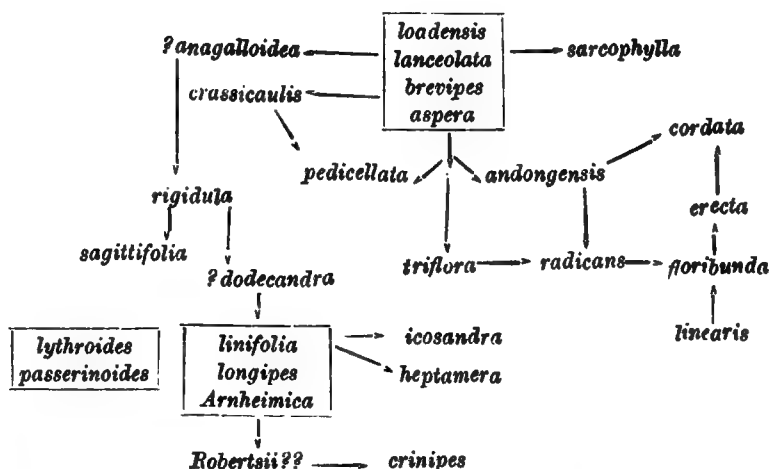 loadensis
?anagalloidea
lanceolata
sarcophylla
crassicaulis
brevipes
aspera
cordata
pedicellata
andongensis
rigidula
erecta
sagittifolia
triflora
radicans
floribunda
?dodecandra
linearis
lythroides
passerinoides
linifolia
longipes
Arnheimica
icosandra
heptamera
Robertsii??
crinipes